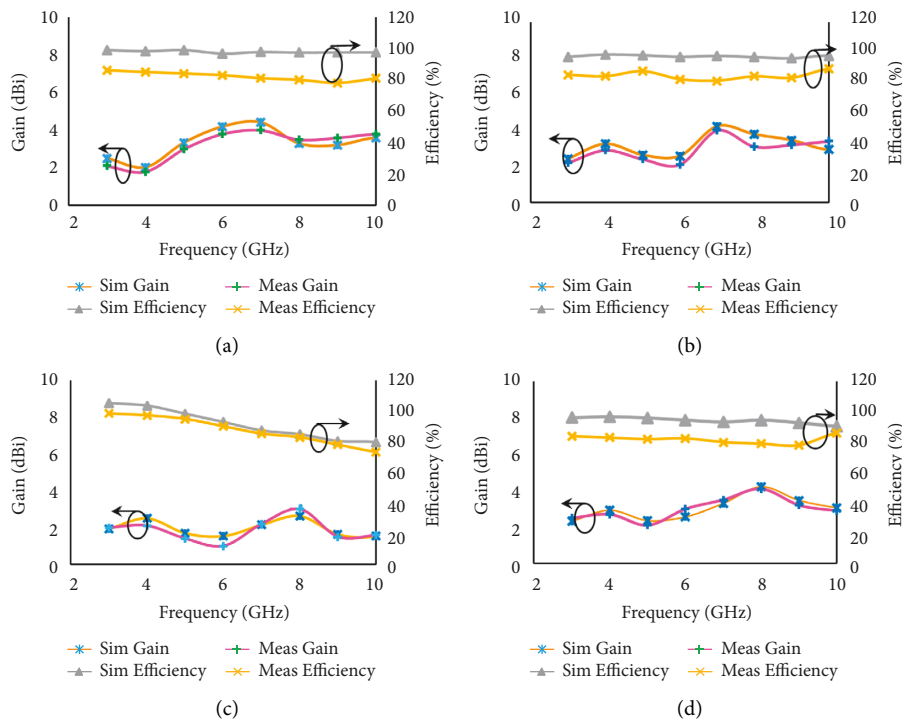 10
8
6
4
2
0
Gain (dBi)
120
100
80
60
40
20
0
Efficiency (%)
2 4 6 8 10
Frequency (GHz)
Sim Gain
Meas Gain
Sim Efficiency
Meas Efficiency
(a)
10
8
6
4
2
0
Gain (dBi)
120
100
80
60
40
20
0
Efficiency (%)
2 4 6 8 10
Frequency (GHz)
Sim Gain
Meas Gain
Sim Efficiency
Meas Efficiency
(b)
10
8
6
4
2
0
Gain (dBi)
120
100
80
60
40
20
0
Efficiency (%)
2 4 6 8 10
Frequency (GHz)
Sim Gain
Meas Gain
Sim Efficiency
Meas Efficiency
(c)
10
8
6
4
2
0
Gain (dBi)
120
100
80
60
40
20
0
Efficiency (%)
2 4 6 8 10
Frequency (GHz)
Sim Gain
Meas Gain
Sim Efficiency
Meas Efficiency
(d)